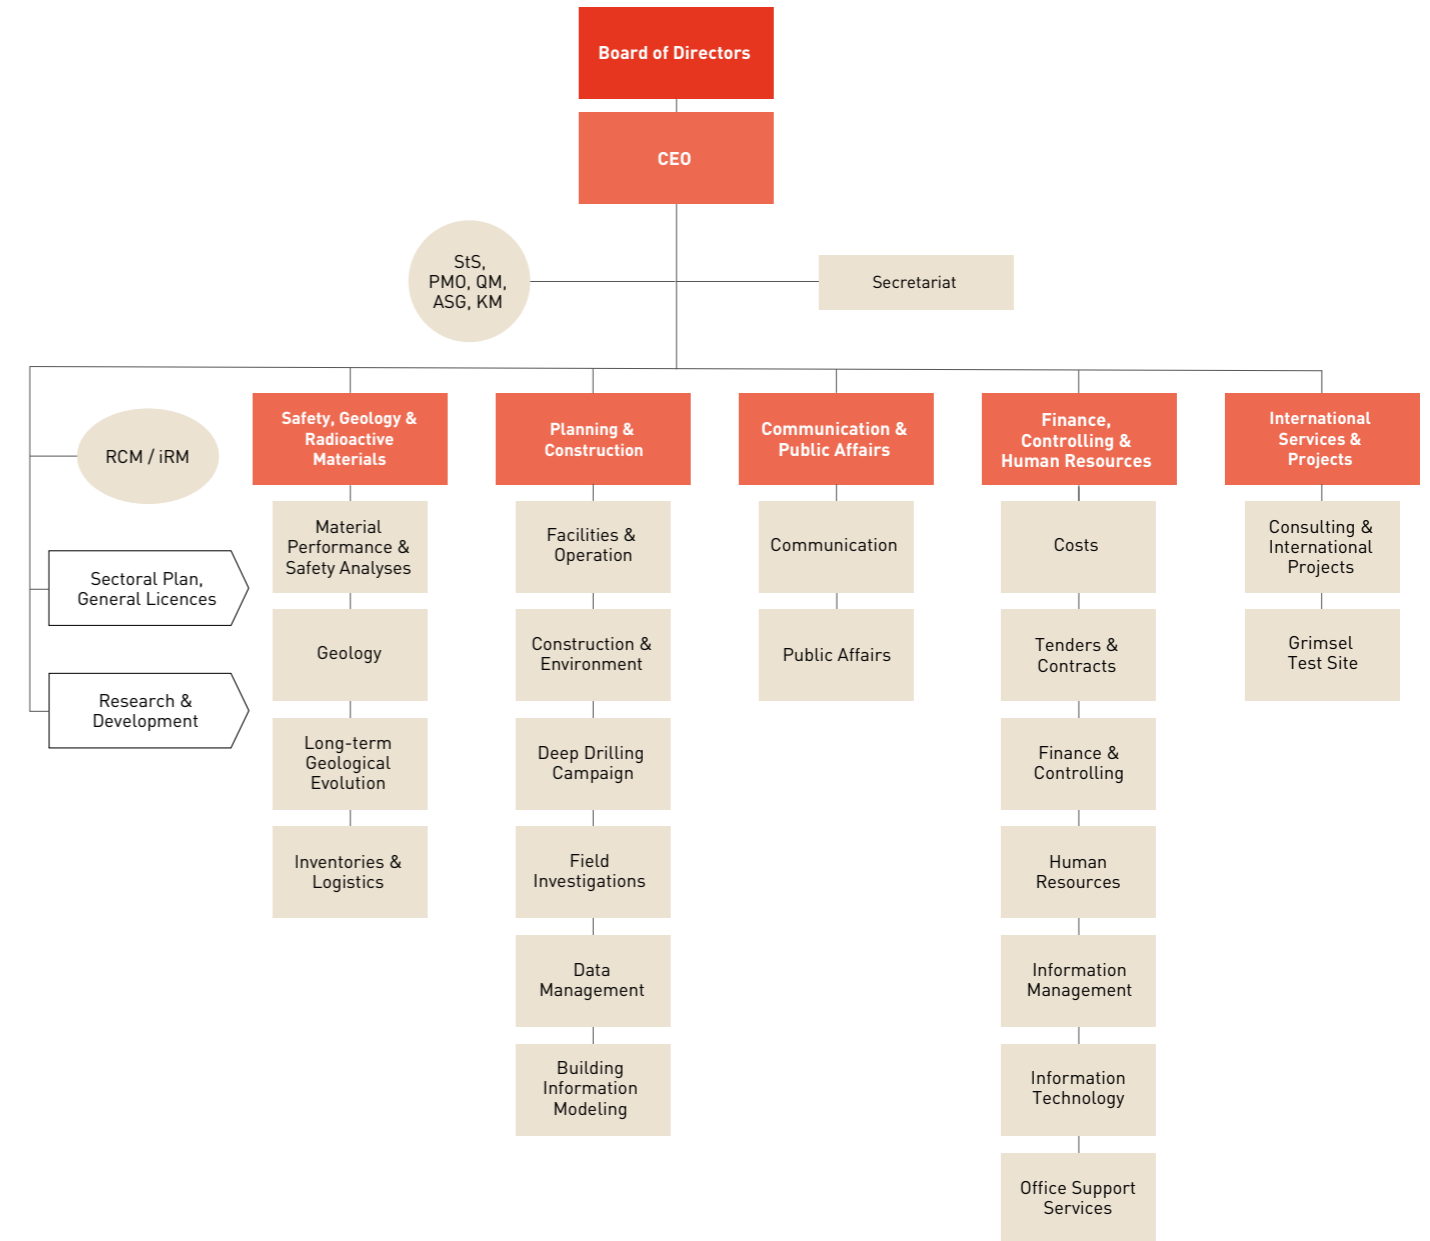 Board of Directors
CEO
StS,
PMO, QM,
ASG, KM
Secretariat
RCM / iRM
Sectoral Plan,
General Licences
Research &
Development
Safety, Geology &
Radioactive
Materials
Material
Performance &
Safety Analyses
Geology
Long-term
Geological
Evolution
Inventories &
Logistics
Planning &
Construction
Facilities &
Operation
Construction &
Environment
Deep Drilling
Campaign
Field
Investigations
Data
Management
Building
Information
Modeling
Communication &
Public Affairs
Communication
Public Affairs
Finance,
Controlling &
Human Resources
Costs
Tenders &
Contracts
Finance &
Controlling
Human
Resources
Information
Management
Information
Technology
Office Support
Services
International
Services &
Projects
Consulting &
International
Projects
Grimsel
Test Site